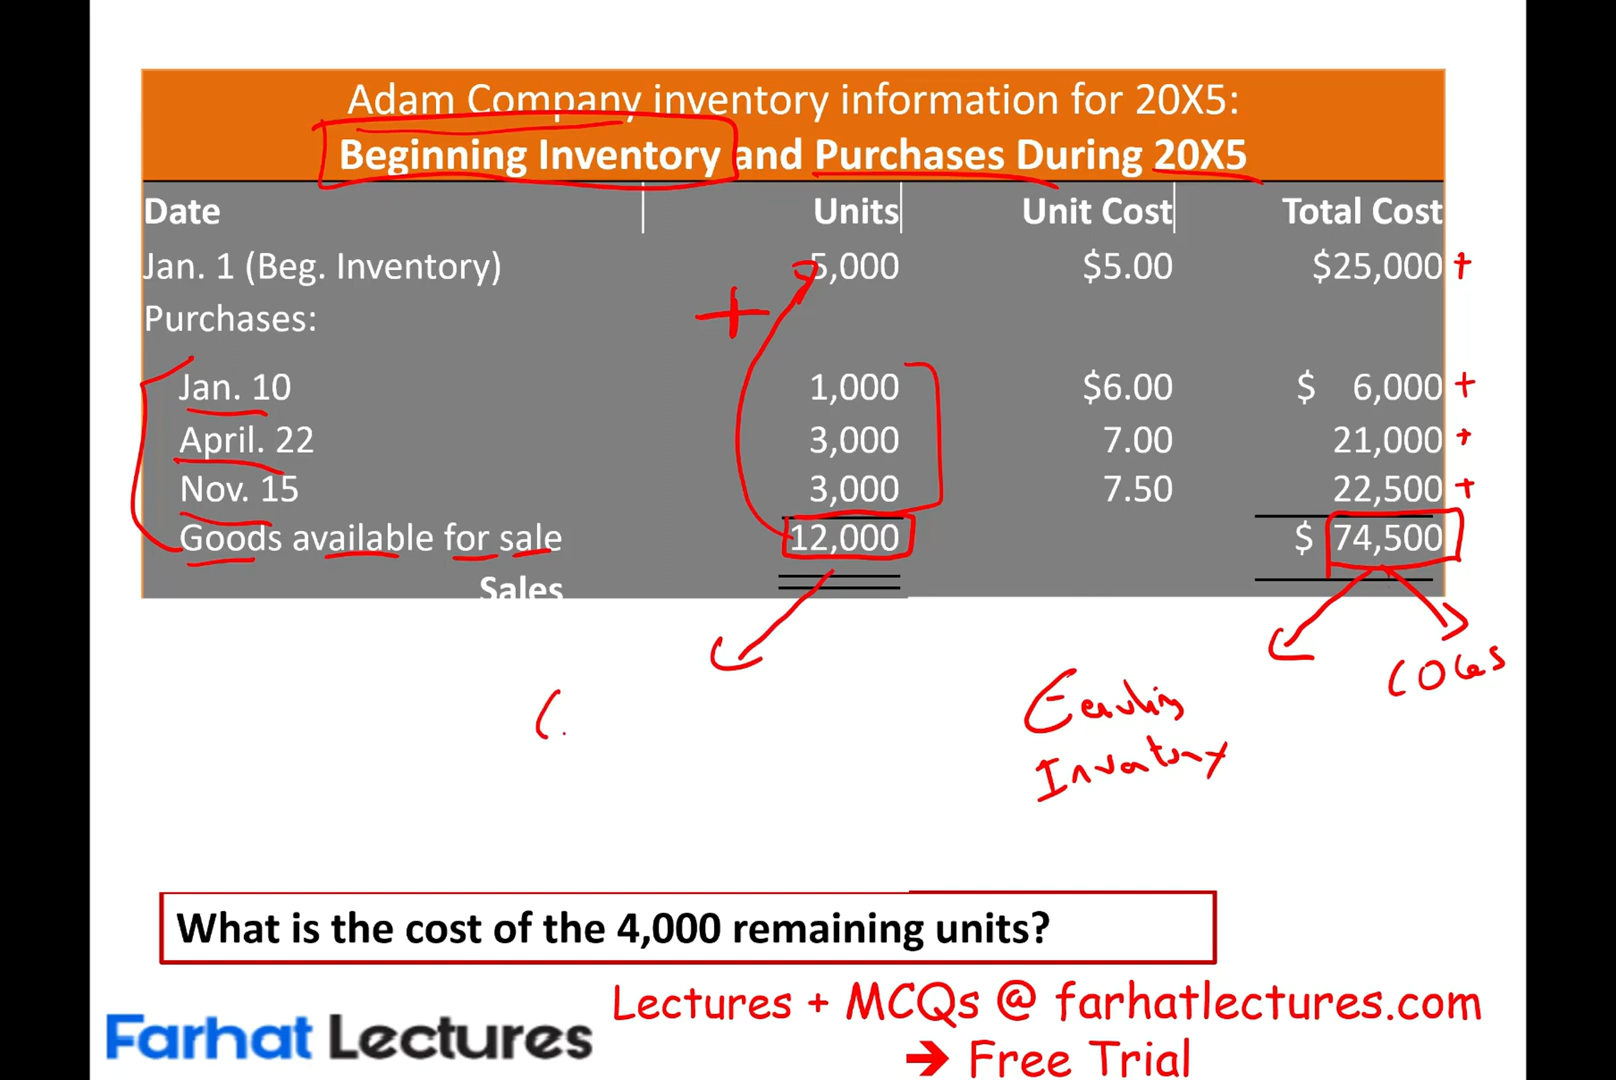 Adam Company inventory information for 20X5:
Beginning Inventory and Purchases During 20X5
Date Units Unit Cost Total Cost
Jan. 1 (Beg. Inventory) 5,000 $5.00 $25,000 +
Purchases:
+
Jan. 10 1,000 $6.00 $ 6,000 +
April. 22 3,000 7.00 21,000 +
Nov. 15 3,000 7.50 22,500 +
Goods available for sale 12,000 $ 74,500
Sales
COGS
Inventory
What is the cost of the 4,000 remaining units?
Lectures + MCQs @ farhatlectures.com
Farhat Lectures
→ Free Trial